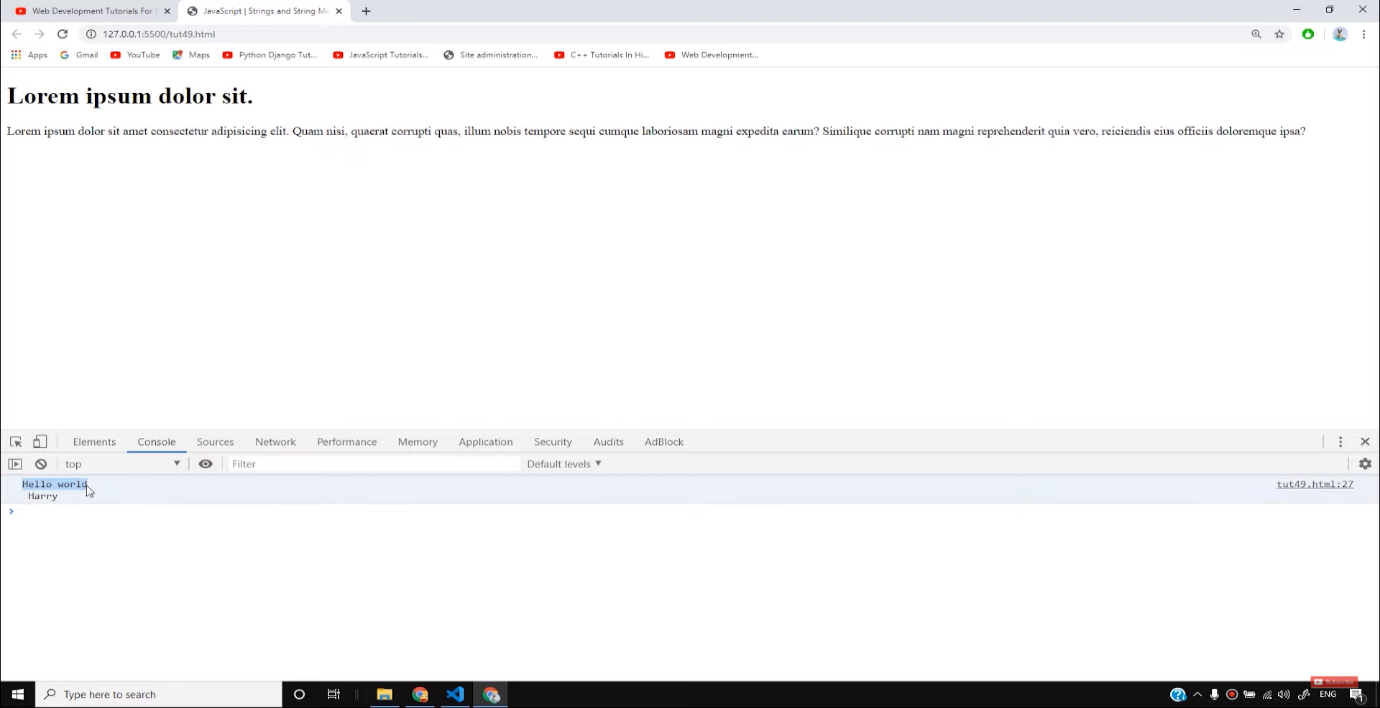 Web Development Tutorials For
JavaScript | Strings and String Me
127.0.0.1:5500/tut49.html
Apps Gmail YouTube Maps Python Django Tut... JavaScript Tutorials... Site administration... C++ Tutorials In Hi... Web Development...
Lorem ipsum dolor sit.
Lorem ipsum dolor sit amet consectetur adipisicing elit. Quam nisi, quaerat corrupti quas, illum nobis tempore sequi cumque laboriosam magni expedita earum? Similique corrupti nam magni reprehenderit quia vero, reiciendis eius officiis doloremque ipsa?
Elements Console Sources Network Performance Memory Application Security Audits AdBlock
top Filter Default levels
Hello world tut49.html:27
Harry
Type here to search
ENG
1